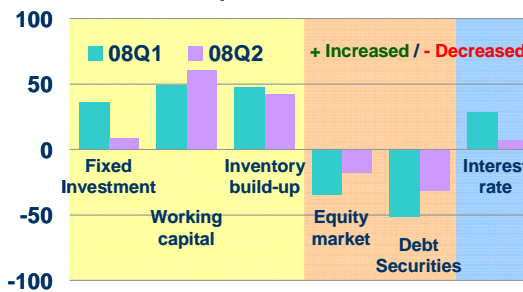 100
08Q1 08Q2 + Increased / - Decreased
50
0
Fixed Investment
Inventory build-up
Interest rate
-50
Working capital
Equity market
Debt Securities
-100